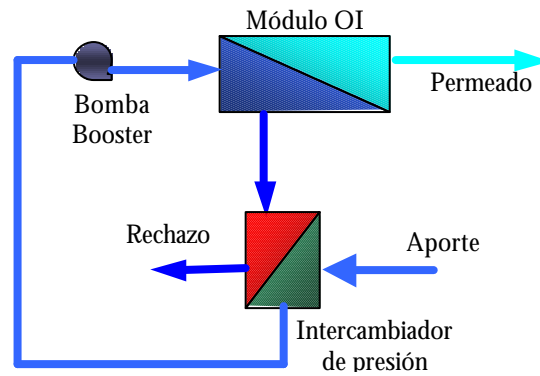 Módulo OI
Permeado
Bomba
Booster
Rechazo
Aporte
Intercambiador
de presión